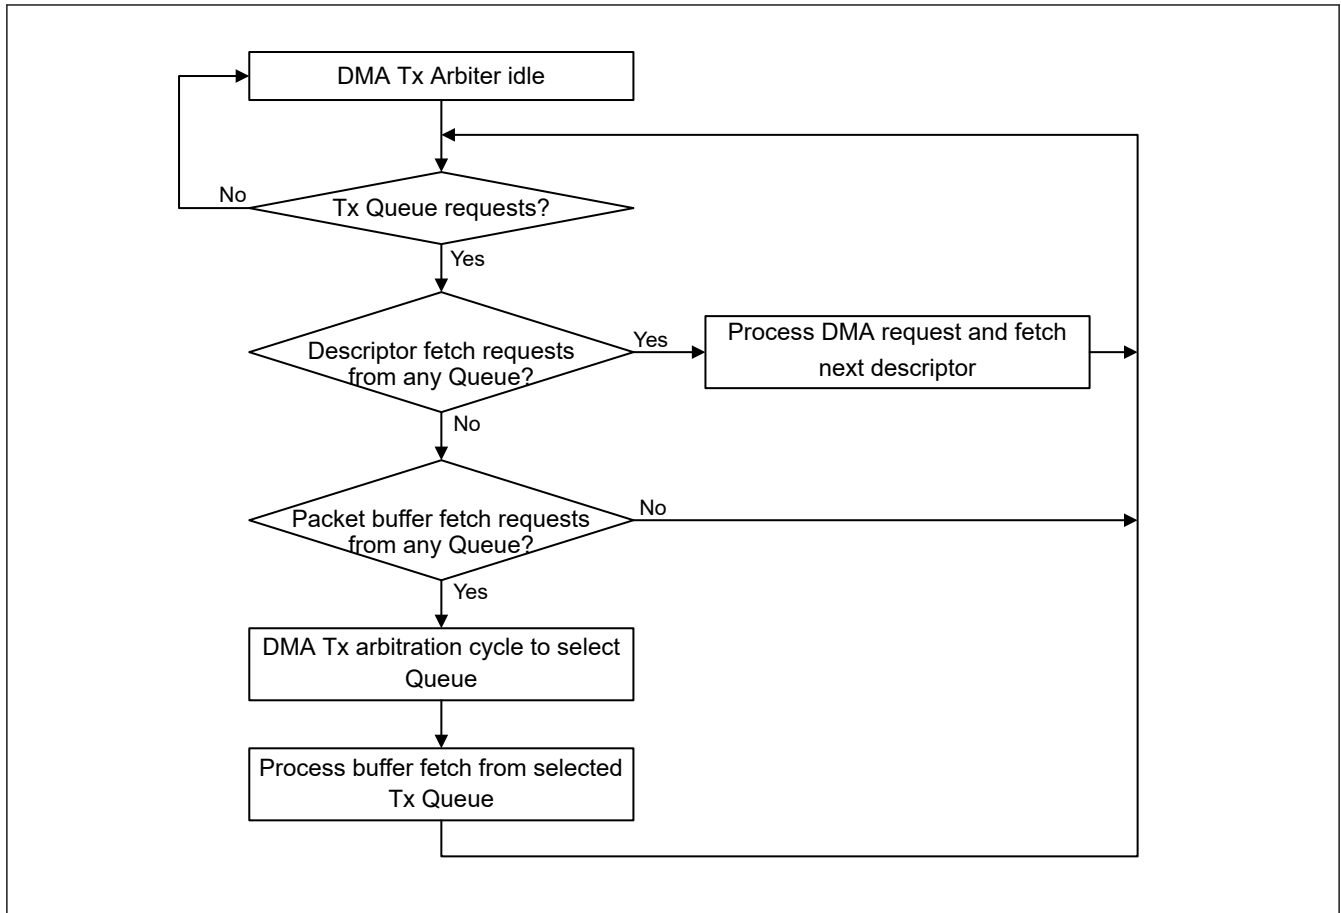 DMA Tx Arbiter idle
No
Tx Queue requests?
Yes
Descriptor fetch requests
from any Queue?
Yes
Process DMA request and fetch
next descriptor
No
Packet buffer fetch requests
from any Queue?
No
Yes
DMA Tx arbitration cycle to select
Queue
Process buffer fetch from selected
Tx Queue